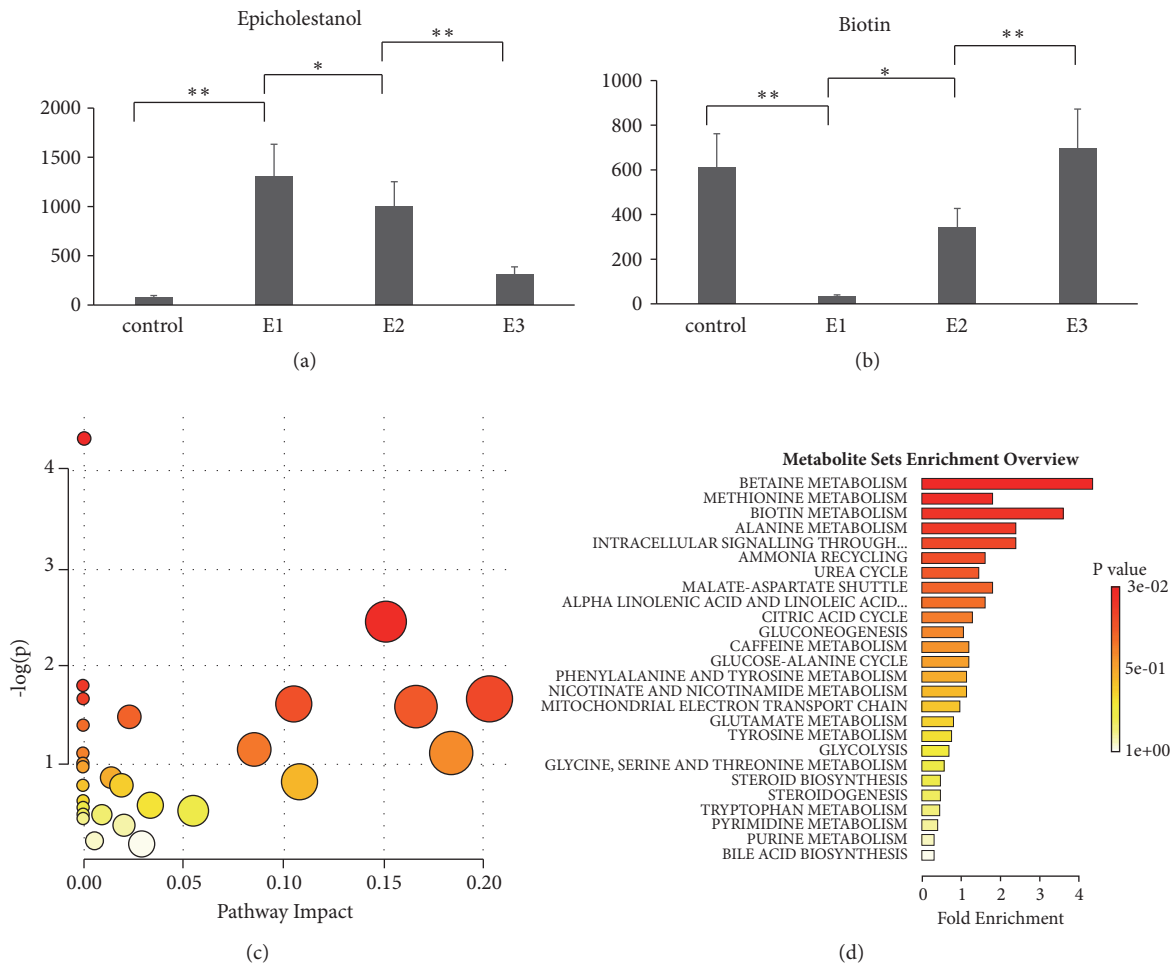 Epicholestanol
**
*
**
2000
1500
1000
500
0
control E1 E2 E3
(a)
Biotin
**
*
**
1000
800
600
400
200
0
control E1 E2 E3
(b)
4
3
2
1
-log(p)
0.00 0.05 0.10 0.15 0.20
Pathway Impact
(c)
Metabolite Sets Enrichment Overview
BETAINE METABOLISM
METHIONINE METABOLISM
BIOTIN METABOLISM
ALANINE METABOLISM
INTRACELLULAR SIGNALLING THROUGH...
AMMONIA RECYCLING
UREA CYCLE
MALATE-ASPARTATE SHUTTLE
ALPHA LINOLENIC ACID AND LINOLEIC ACID...
CITRIC ACID CYCLE
GLUCONEOGENESIS
CAFFEINE METABOLISM
GLUCOSE-ALANINE CYCLE
PHENYLALANINE AND TYROSINE METABOLISM
NICOTINATE AND NICOTINAMIDE METABOLISM
MITOCHONDRIAL ELECTRON TRANSPORT CHAIN
GLUTAMATE METABOLISM
TYROSINE METABOLISM
GLYCOLYSIS
GLYCINE, SERINE AND THREONINE METABOLISM
STEROID BIOSYNTHESIS
STEROIDOGENESIS
TRYPTOPHAN METABOLISM
PYRIMIDINE METABOLISM
PURINE METABOLISM
BILE ACID BIOSYNTHESIS
0 1 2 3 4
Fold Enrichment
P value
3e-02
5e-01
1e+00
(d)